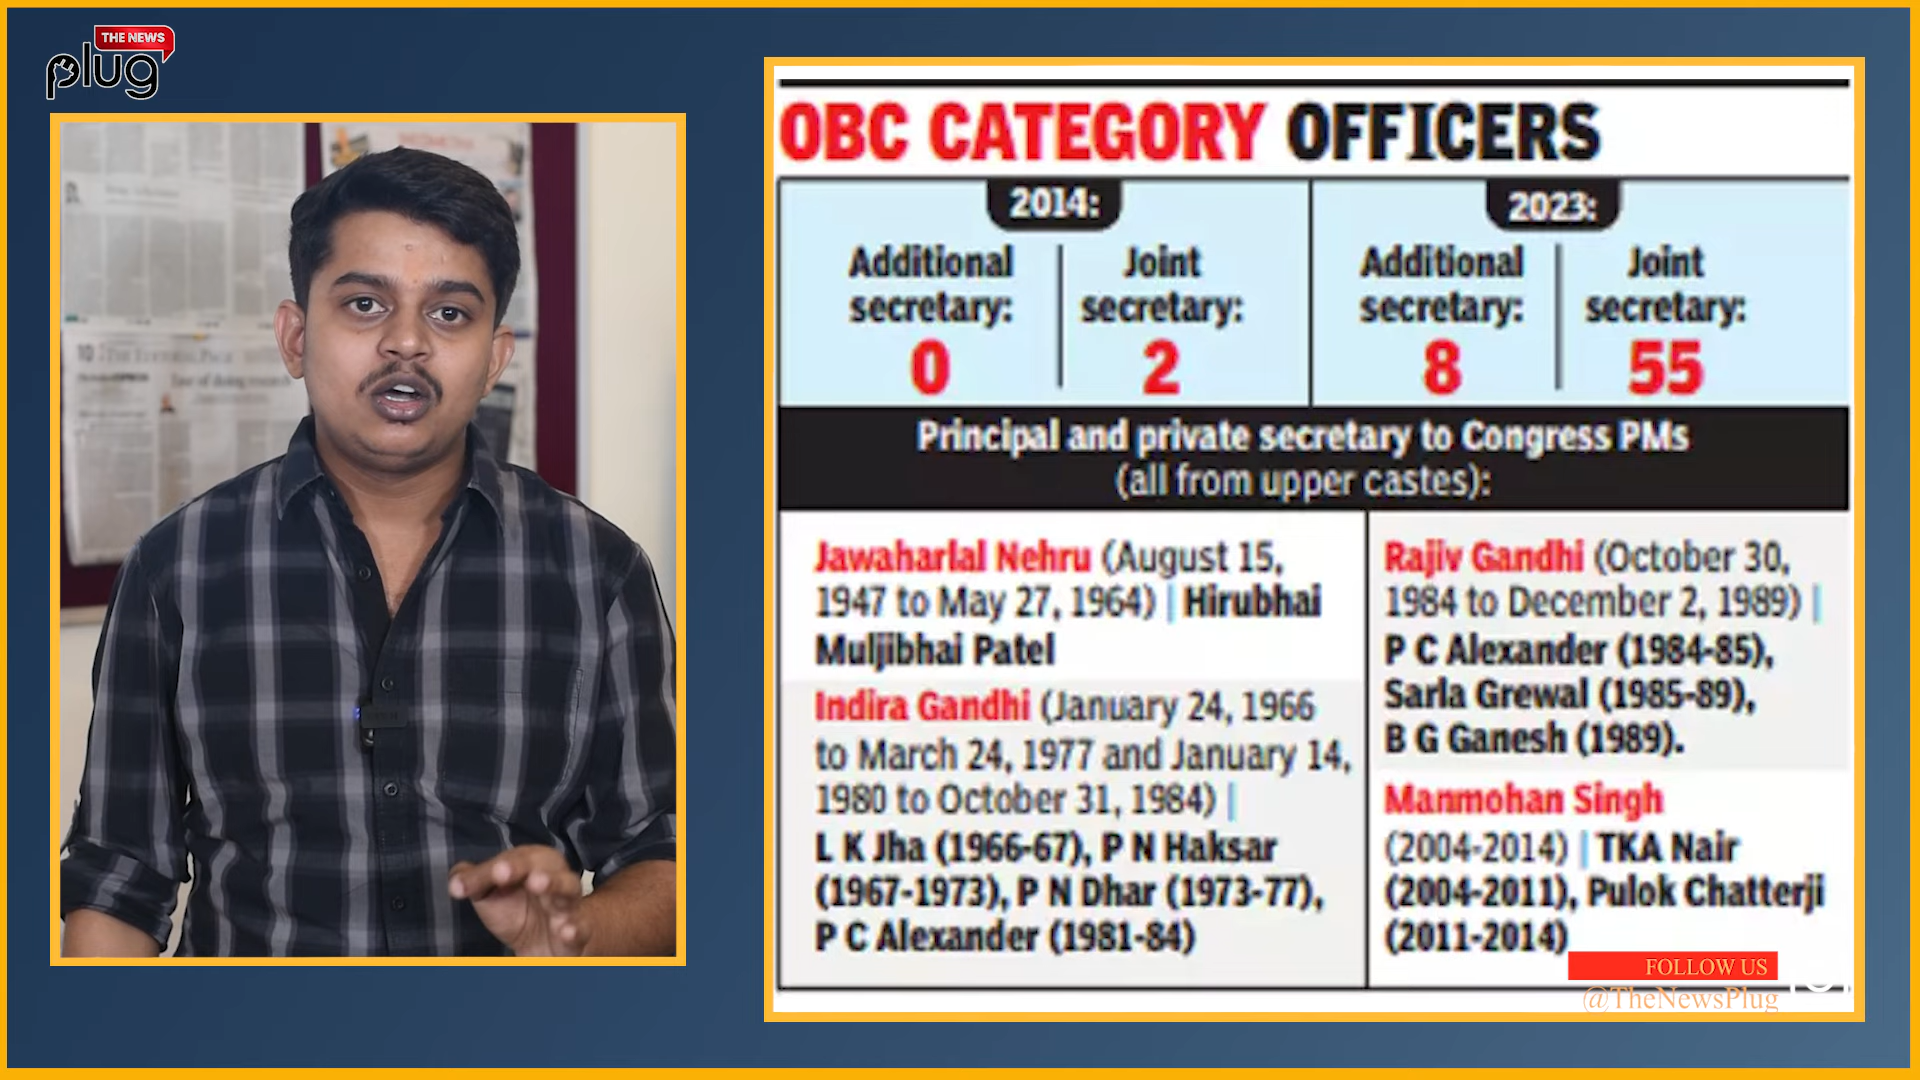 THE NEWS
plug
OBC CATEGORY OFFICERS
2014:
Additional
secretary:
0
Joint
secretary:
2
2023:
Additional
secretary:
8
Joint
secretary:
55
Principal and private secretary to Congress PMs
(all from upper castes):
Jawaharlal Nehru (August 15,
1947 to May 27, 1964) | Hirubhai
Muljibhai Patel
Indira Gandhi (January 24, 1966
to March 24, 1977 and January 14,
1980 to October 31, 1984) |
L K Jha (1966-67), P N Haksar
(1967-1973), P N Dhar (1973-77),
P C Alexander (1981-84)
Rajiv Gandhi (October 30,
1984 to December 2, 1989) |
P C Alexander (1984-85),
Sarla Grewal (1985-89),
B G Ganesh (1989).
Manmohan Singh
(2004-2014) | TKA Nair
(2004-2011), Pulok Chatterji
(2011-2014)
FOLLOW US
@TheNewsPlug